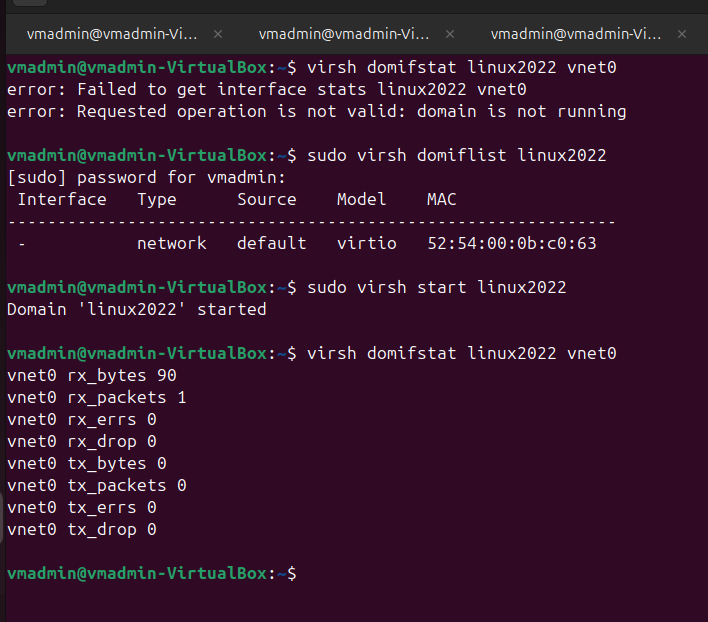 vmadmin@vmadmin-Vi... × vmadmin@vmadmin-Vi... × vmadmin@vmadmin-Vi... ×
vmadmin@vmadmin-VirtualBox:~$ virsh domifstat linux2022 vnet0
error: Failed to get interface stats linux2022 vnet0
error: Requested operation is not valid: domain is not running
vmadmin@vmadmin-VirtualBox:~$ sudo virsh domiflist linux2022
[sudo] password for vmadmin:
Interface   Type      Source    Model    MAC
-------------------------------------------------------------
-           network   default   virtio   52:54:00:0b:c0:63
vmadmin@vmadmin-VirtualBox:~$ sudo virsh start linux2022
Domain 'linux2022' started
vmadmin@vmadmin-VirtualBox:~$ virsh domifstat linux2022 vnet0
vnet0 rx_bytes 90
vnet0 rx_packets 1
vnet0 rx_errs 0
vnet0 rx_drop 0
vnet0 tx_bytes 0
vnet0 tx_packets 0
vnet0 tx_errs 0
vnet0 tx_drop 0
vmadmin@vmadmin-VirtualBox:~$